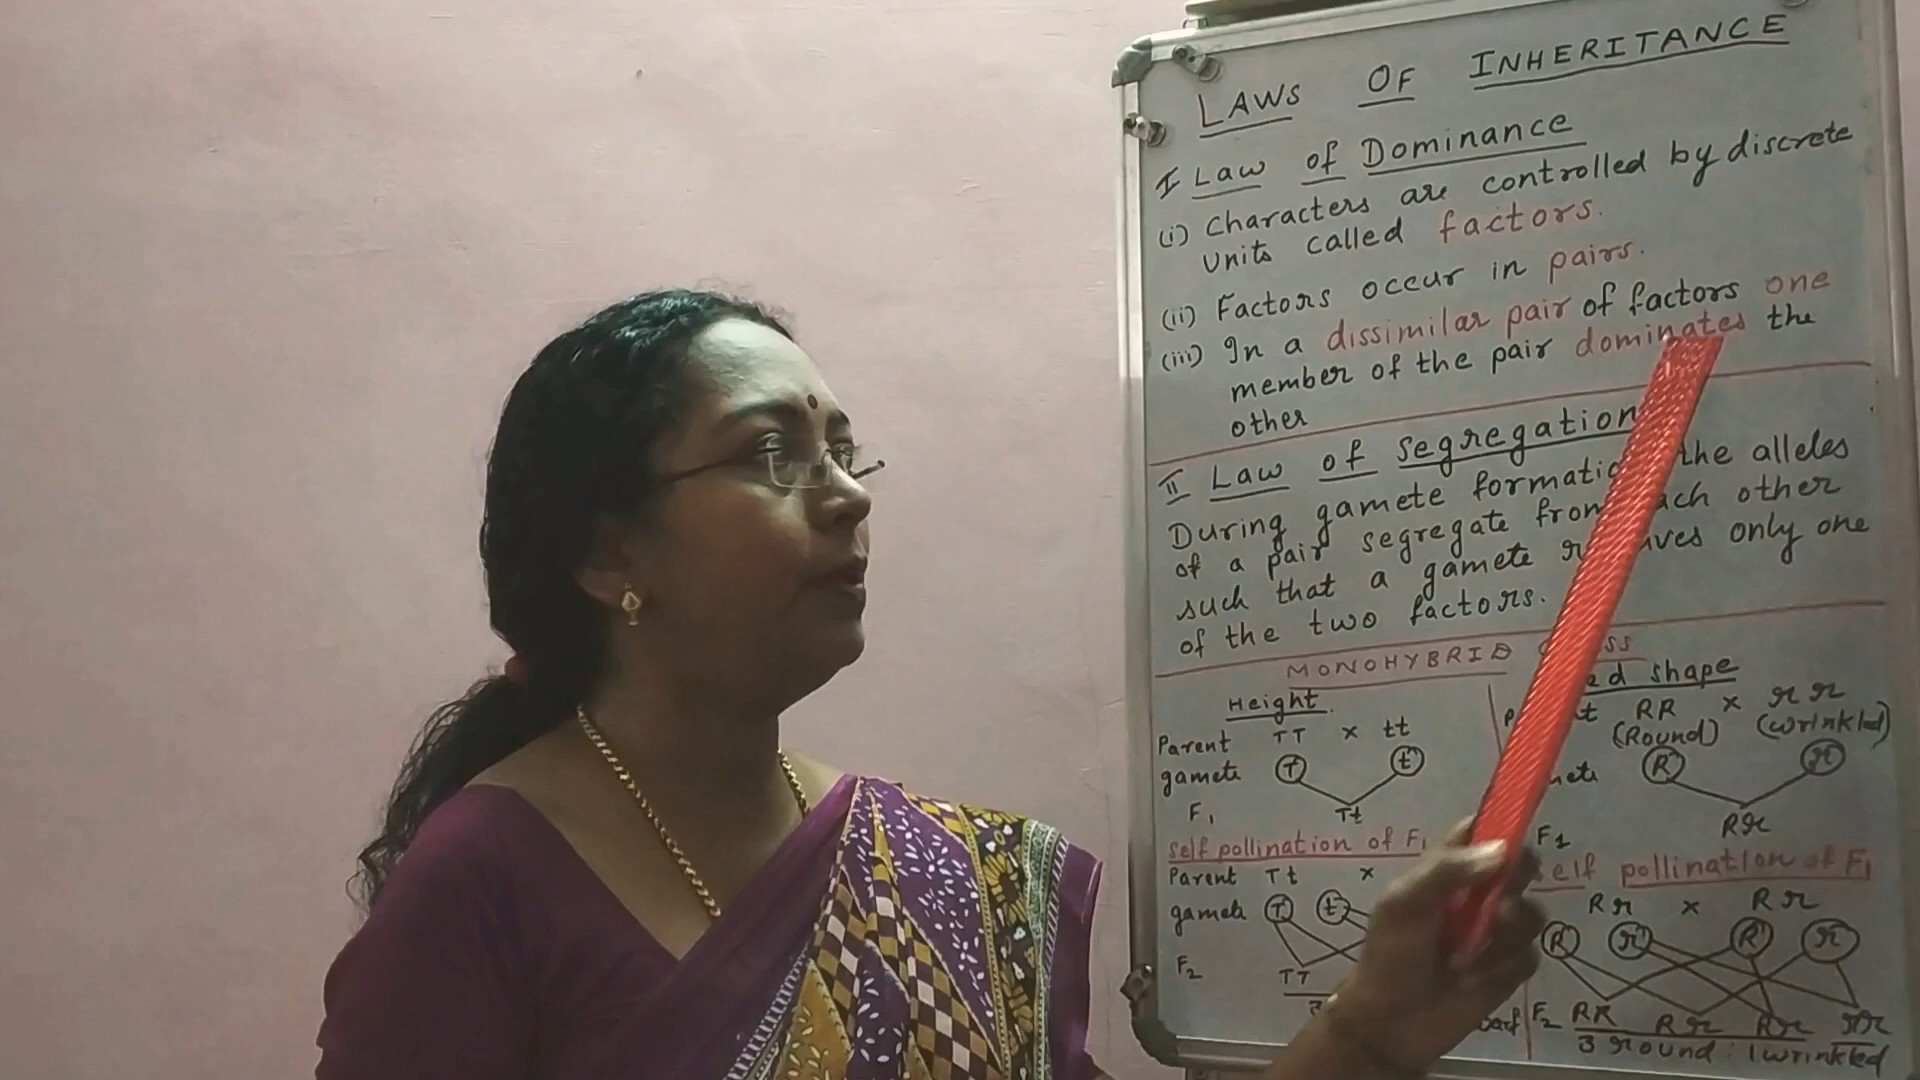 LAWS OF INHERITANCE
I Law of Dominance
(i) Characters are controlled by discrete
units called factors.
(ii) Factors occur in pairs.
(iii) In a dissimilar pair of factors one
member of the pair dominates the
other
II Law of segregation
During gamete formatio the alleles
of a pair segregate from each other
such that a gamete only one
of the two factors.
MONOHYBRID
Height
Parent TT x tt
gamete T t
F1 Tt
self pollination of F1
Parent Tt x
gamete T t
F2 TT
shape
RR x rr
(Round) (wrinkled)
R r
F1 Rr
self pollination of F1
Rr x Rr
R r R r
F2 RR Rr Rr rr
3 round : 1 wrinkled